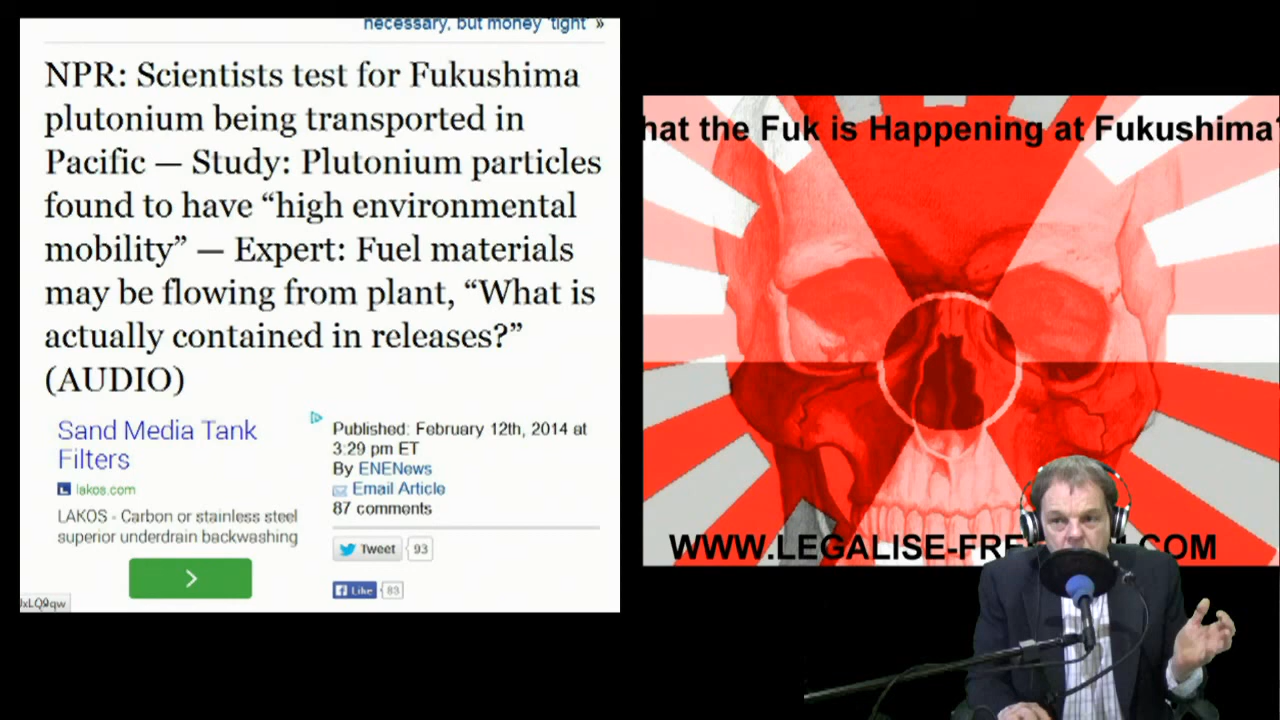 necessary, but money 'tight' »
NPR: Scientists test for Fukushima
plutonium being transported in
Pacific — Study: Plutonium particles
found to have “high environmental
mobility” — Expert: Fuel materials
may be flowing from plant, “What is
actually contained in releases?”
(AUDIO)
Sand Media Tank
Filters
lakos.com
LAKOS - Carbon or stainless steel
superior underdrain backwashing
Published: February 12th, 2014 at
3:29 pm ET
By ENENews
Email Article
87 comments
Tweet 93
Like 83
hat the Fuk is Happening at Fukushima?
WWW.LEGALISE-FRE COM